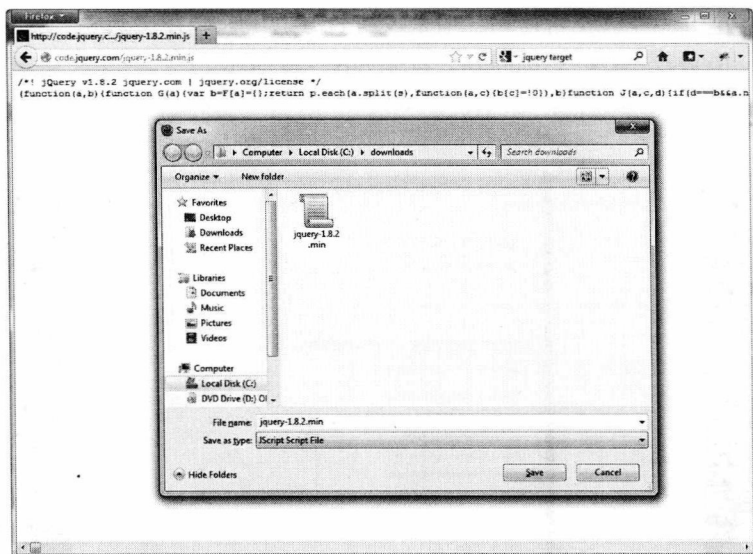 Firefox
http://code.jquery.c.../jquery-1.8.2.min.js +
code.jquery.com/jquery-1.8.2.min.js
jquery target
/*! jQuery v1.8.2 jquery.com | jquery.org/license */
(function(a,b){function G(a){var b=F[a]={};return p.each(a.split(s),function(a,c){b[c]=!0}),b}function J(a,c,d){if(d===b&&a.n
Save As
Computer Local Disk (C:) downloads
Search downloads
Organize
New folder
Favorites
Desktop
Downloads
Recent Places
Libraries
Documents
Music
Pictures
Videos
Computer
Local Disk (C:)
DVD Drive (D:) Of
jquery-1.8.2
.min
File name: jquery-1.8.2.min
Save as type: JScript Script File
Hide Folders
Save
Cancel